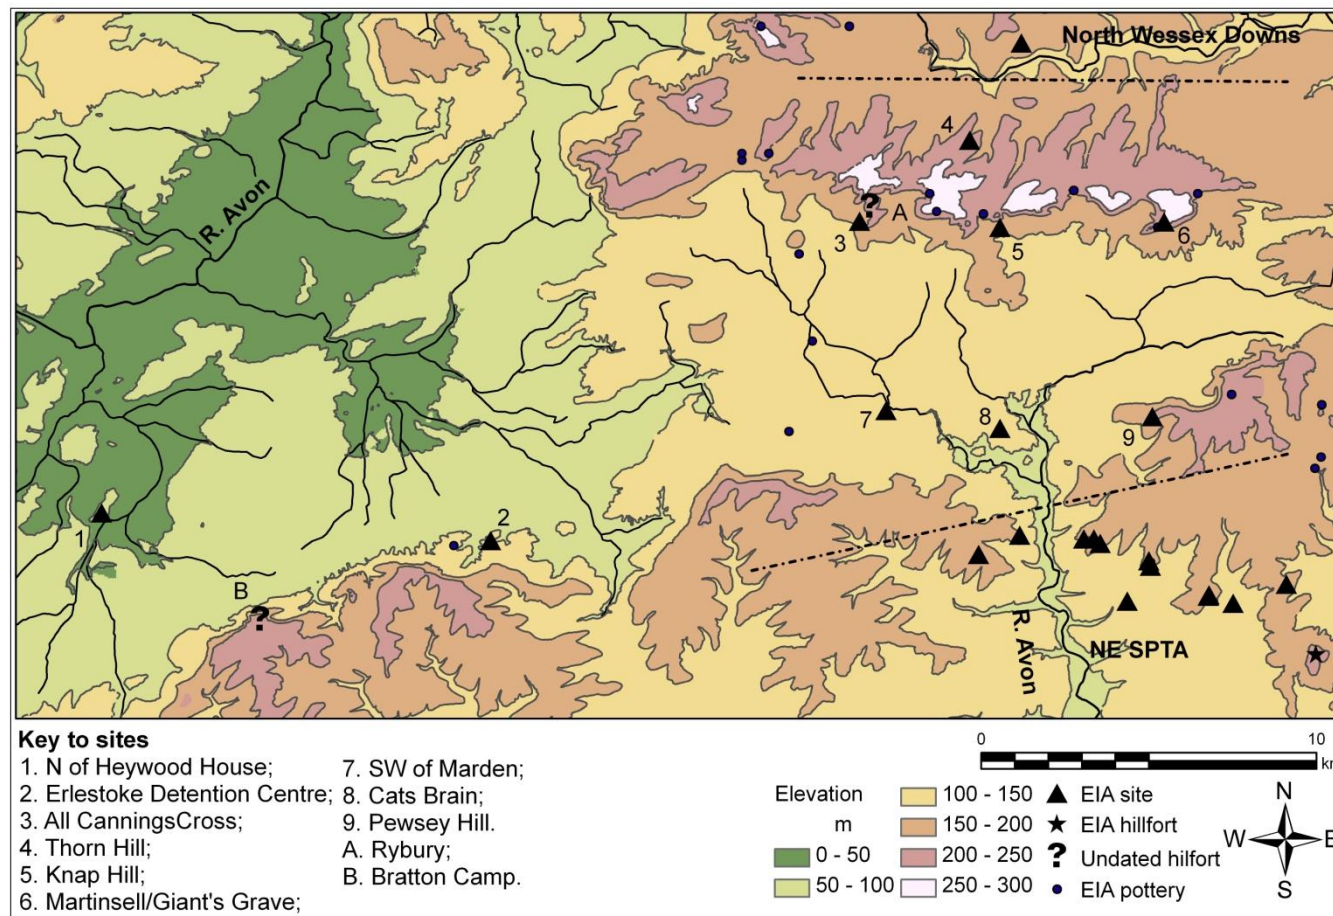 North Wessex Downs
4
R. Avon
?
A
3
5
6
7
8
9
1
2
B
?
R. Avon
NE SPTA
Key to sites
1. N of Heywood House;
2. Erlestoke Detention Centre;
3. All CanningsCross;
4. Thorn Hill;
5. Knap Hill;
6. Martinsell/Giant's Grave;
7. SW of Marden;
8. Cats Brain;
9. Pewsey Hill.
A. Rybury;
B. Bratton Camp.
0 10
km
Elevation
m
0 - 50
50 - 100
100 - 150
150 - 200
200 - 250
250 - 300
EIA site
EIA hillfort
? Undated hilfort
EIA pottery
N
W E
S